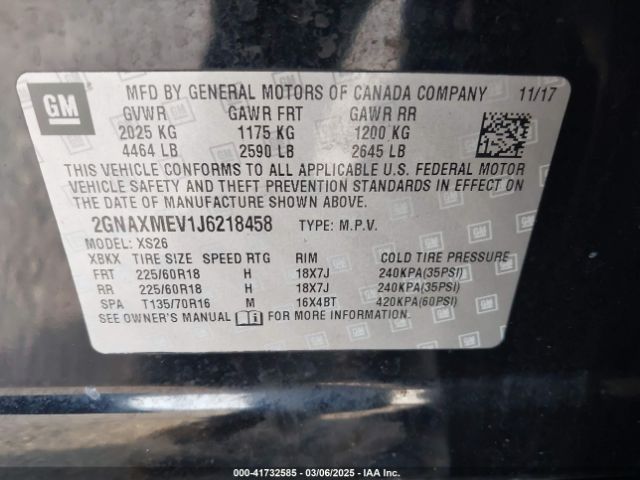 GM
MFD BY GENERAL MOTORS OF CANADA COMPANY 11/17
GVWR GAWR FRT GAWR RR
2025 KG 1175 KG 1200 KG
4464 LB 2590 LB 2645 LB
THIS VEHICLE CONFORMS TO ALL APPLICABLE U.S. FEDERAL MOTOR
VEHICLE SAFETY AND THEFT PREVENTION STANDARDS IN EFFECT ON
THE DATE OF MANUFACTURE SHOWN ABOVE.
2GNAXMEV1J6218458 TYPE: M.P.V.
MODEL: XS26
XBKX TIRE SIZE SPEED RTG RIM COLD TIRE PRESSURE
FRT 225/60R18 H 18X7J 240KPA(35PSI)
RR 225/60R18 H 18X7J 240KPA(35PSI)
SPA T135/70R16 M 16X4BT 420KPA(60PSI)
SEE OWNER'S MANUAL FOR MORE INFORMATION.
000-41732585 - 03/06/2025 - IAA Inc.